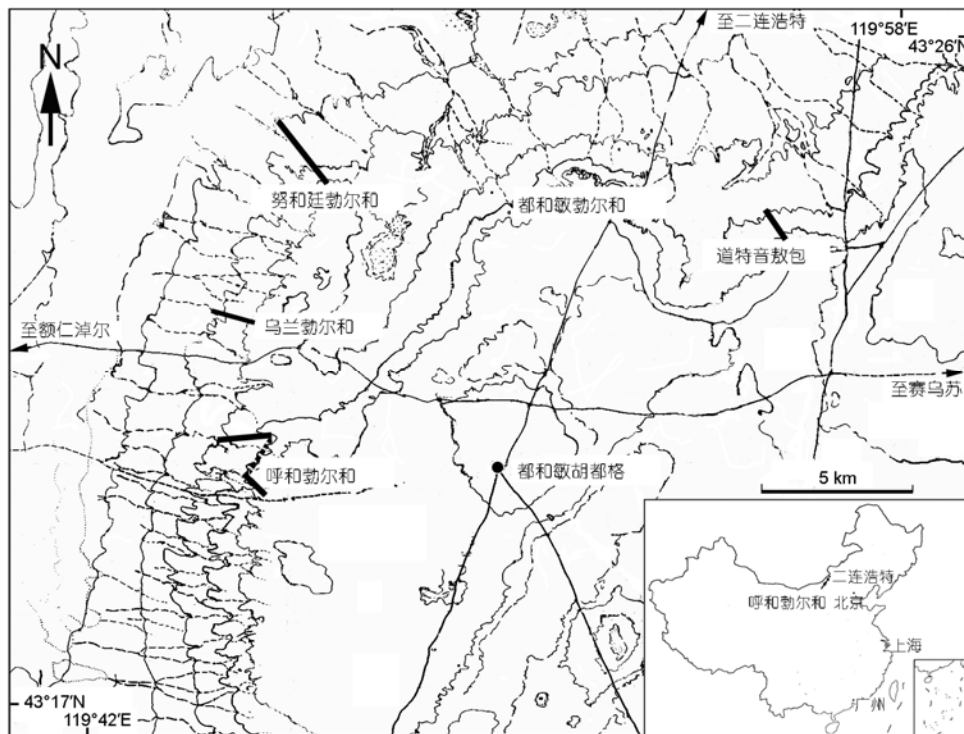 至二连浩特
119°58′E
43°26′N
N
努和廷勃尔和
都和敏勃尔和
道特音敖包
乌兰勃尔和
至额仁淖尔
至赛乌苏
呼和勃尔和
都和敏胡都格
5 km
二连浩特
呼和勃尔和 北京
上海
广州
43°17′N
119°42′E